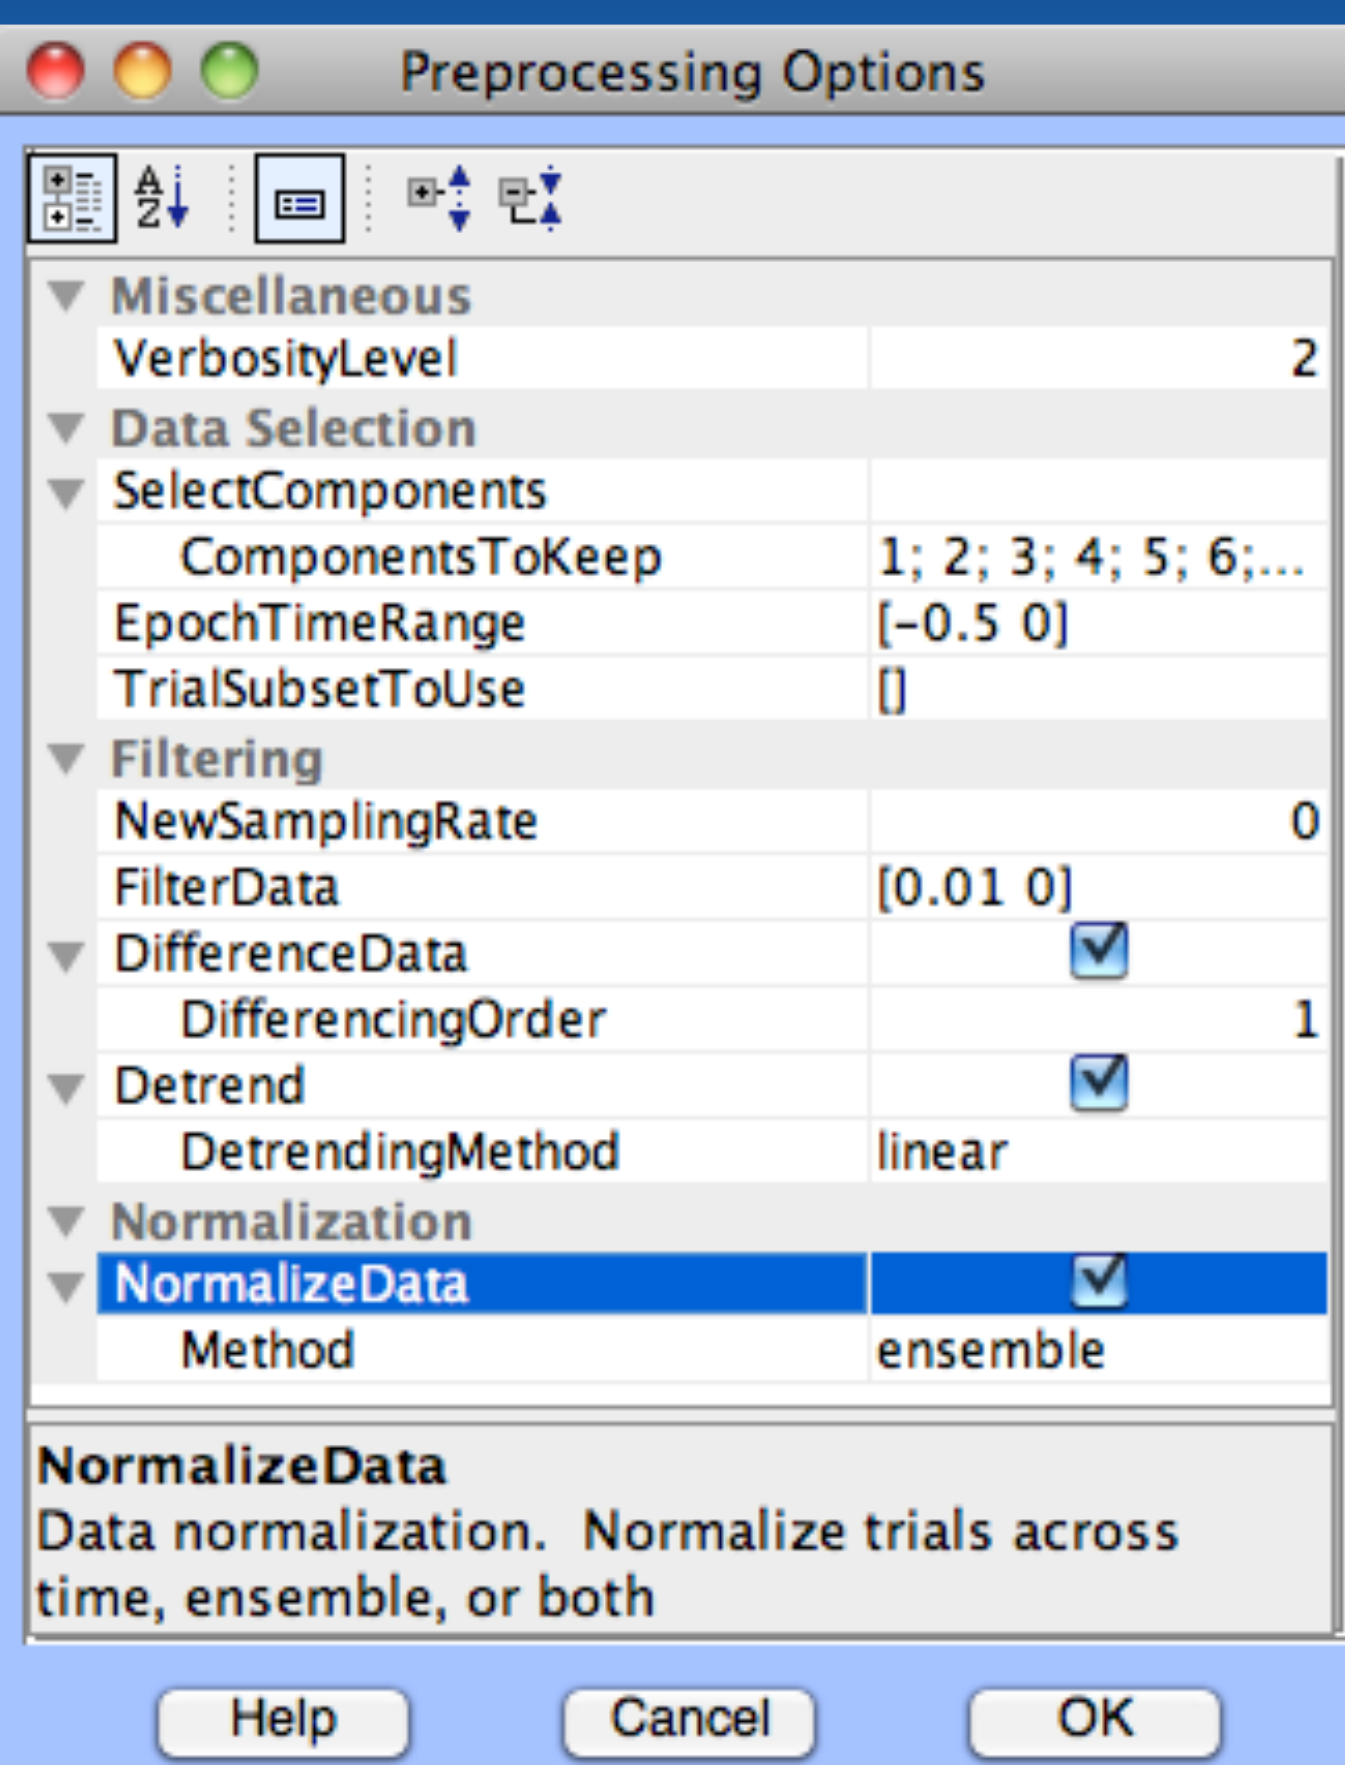 Preprocessing Options
A
Z
Miscellaneous
VerbosityLevel 2
Data Selection
SelectComponents
ComponentsToKeep 1; 2; 3; 4; 5; 6;...
EpochTimeRange [-0.5 0]
TrialSubsetToUse []
Filtering
NewSamplingRate 0
FilterData [0.01 0]
DifferenceData
DifferencingOrder 1
Detrend
DetrendingMethod linear
Normalization
NormalizeData
Method ensemble
NormalizeData
Data normalization.  Normalize trials across
time, ensemble, or both
Help Cancel OK